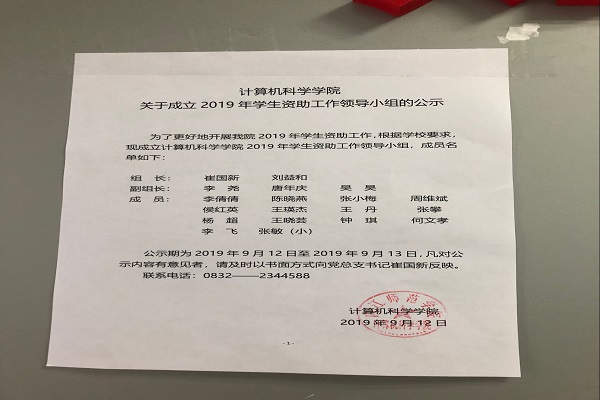 计算机科学学院
关于成立 2019 年学生资助工作领导小组的公示
为了更好地开展我院 2019 年学生资助工作,根据学校要求,
现成立计算机科学学院 2019 年学生资助工作领导小组,成员名
单如下:
组 长: 崔国新 刘益和
副组长: 李 尧 唐年庆 吴 昊
成 员: 李倩倩 陈晓燕 张小梅 周维斌
侯红英 王瑛杰 王 丹 张攀
杨 超 王晓芸 钟 琪 何文孝
李 飞 张敏(小)
公示期为 2019 年 9 月 12 日至 2019 年 9 月 13 日,凡对公
示内容有意见者,请及时以书面方式向党总支书记崔国新反映。
联系电话:0832——2344588
计算机科学学院
2019 年 9 月 12 日
-1-